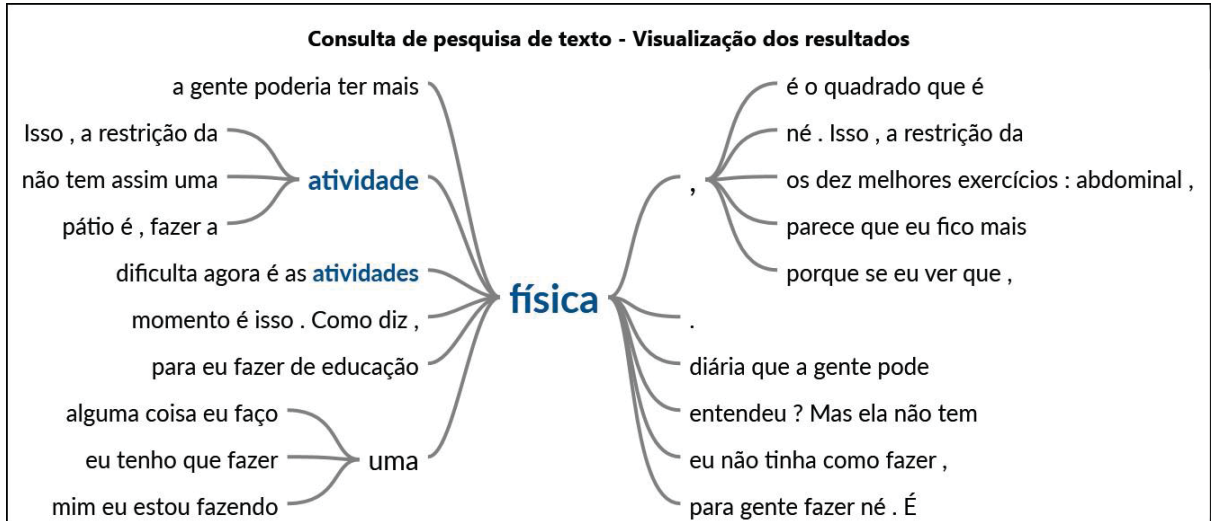 Consulta de pesquisa de texto - Visualização dos resultados
a gente poderia ter mais
Isso , a restrição da
não tem assim uma
pátio é , fazer a
atividade
dificulta agora é as atividades
momento é isso . Como diz ,
para eu fazer de educação
alguma coisa eu faço
eu tenho que fazer
mim eu estou fazendo
uma
física
,
é o quadrado que é
né . Isso , a restrição da
os dez melhores exercícios : abdominal ,
parece que eu fico mais
porque se eu ver que ,
.
diária que a gente pode
entendeu ? Mas ela não tem
eu não tinha como fazer ,
para gente fazer né . É